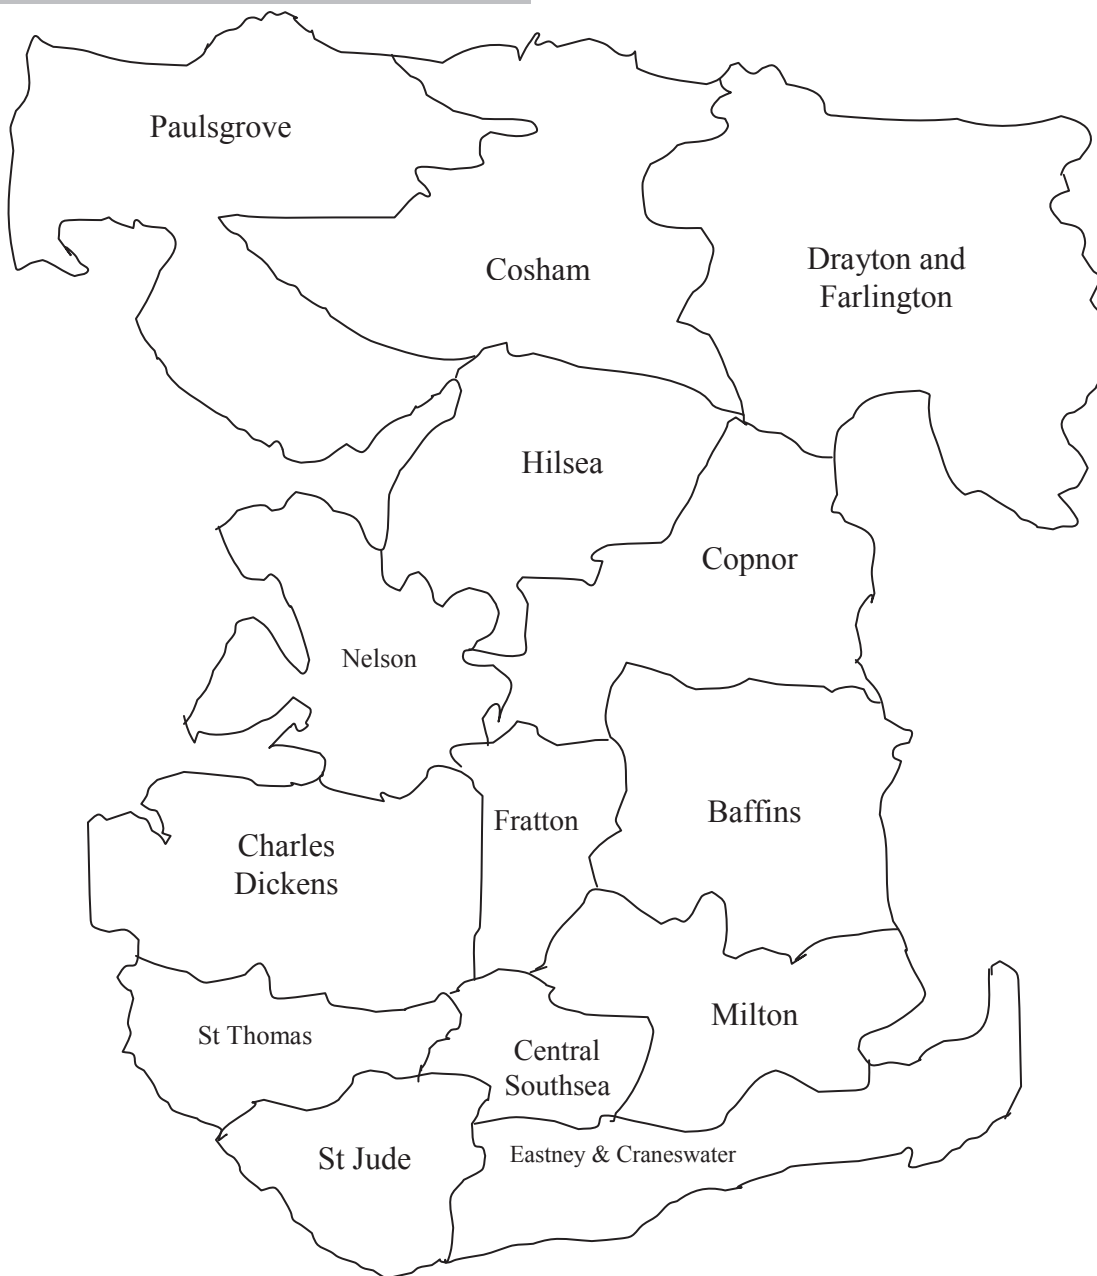 Paulsgrove
Cosham
Drayton and
Farlington
Hilsea
Copnor
Nelson
Fratton
Baffins
Charles
Dickens
St Thomas
Central
Southsea
Milton
St Jude
Eastney & Craneswater